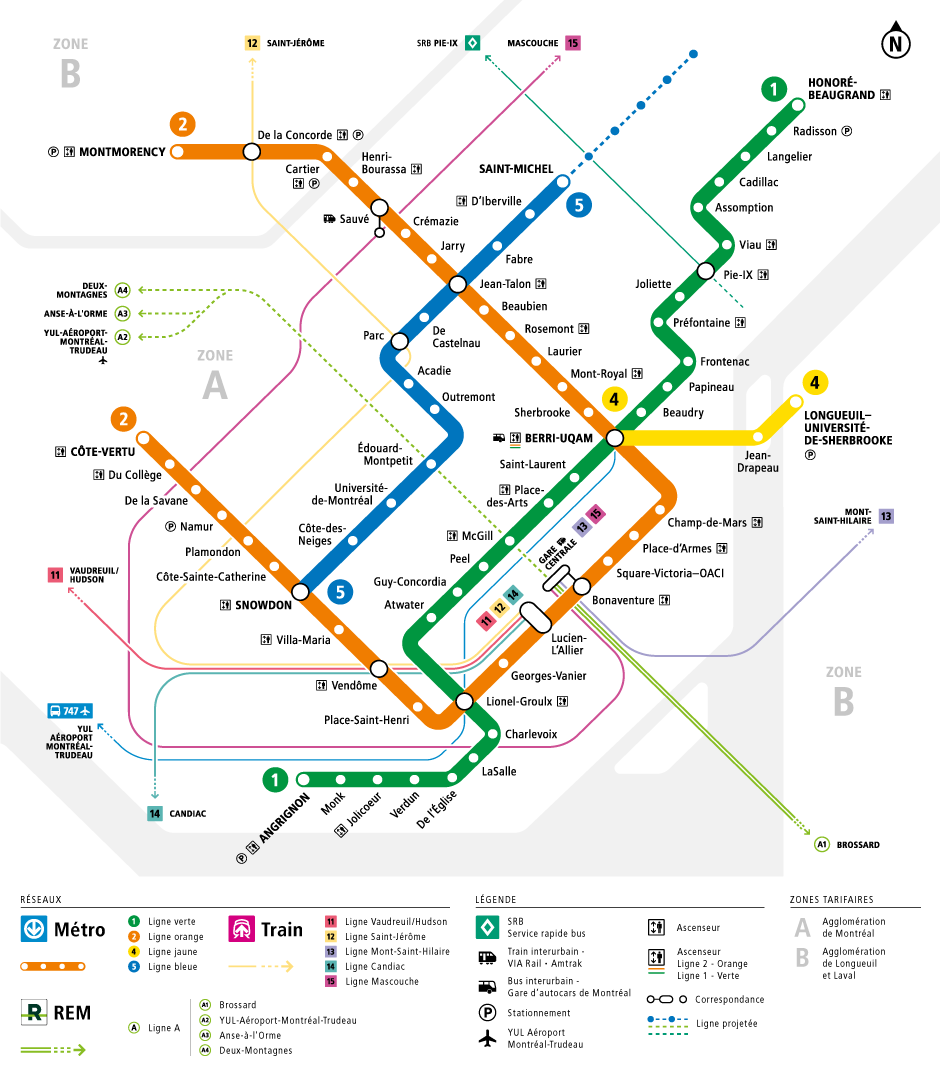 ZONE
B
12
SAINT-JÉRÔME
SRB PIE-IX
MASCOUCHE
15
N
1
HONORÉ-
BEAUGRAND
Radisson P
Langelier
Cadillac
Assomption
Viau
Pie-IX
Joliette
Préfontaine
Frontenac
Papineau
Beaudry
2
P MONTMORENCY
De la Concorde P
Cartier
P
Henri-
Bourassa
Sauvé
Crémazie
Jarry
SAINT-MICHEL
5
D'Iberville
Fabre
Jean-Talon
Beaubien
Rosemont
Laurier
Mont-Royal
Sherbrooke
4
BERRI-UQAM
4
LONGUEUIL–
UNIVERSITÉ-
DE-SHERBROOKE
P
Jean-
Drapeau
DEUX-
MONTAGNES
A4
ANSE-À-L'ORME
A3
YUL-AÉROPORT-
MONTRÉAL-
TRUDEAU
A2
ZONE
A
Parc
De
Castelnau
Acadie
Outremont
Édouard-
Montpetit
Université-
de-Montréal
Côte-des-
Neiges
2
CÔTE-VERTU
Du Collège
De la Savane
P Namur
Plamondon
Côte-Sainte-Catherine
SNOWDON
5
Villa-Maria
Vendôme
Place-Saint-Henri
Saint-Laurent
Place-
des-Arts
McGill
Peel
Guy-Concordia
Atwater
Champ-de-Mars
Place-d'Armes
Square-Victoria–OACI
Bonaventure
GARE
CENTRALE
13
15
11
12
14
Lucien-
L'Allier
Georges-Vanier
Lionel-Groulx
Charlevoix
LaSalle
De l'Église
Verdun
Jolicoeur
Monk
P ANGRIGNON
1
11
VAUDREUIL/
HUDSON
747
YUL
AÉROPORT
MONTRÉAL-
TRUDEAU
14
CANDIAC
MONT-
SAINT-HILAIRE
13
ZONE
B
A1
BROSSARD
RÉSEAUX
Métro
1 Ligne verte
2 Ligne orange
4 Ligne jaune
5 Ligne bleue
Train
11 Ligne Vaudreuil/Hudson
12 Ligne Saint-Jérôme
13 Ligne Mont-Saint-Hilaire
14 Ligne Candiac
15 Ligne Mascouche
R REM
A Ligne A
A1 Brossard
A2 YUL-Aéroport-Montréal-Trudeau
A3 Anse-à-l'Orme
A4 Deux-Montagnes
LÉGENDE
SRB
Service rapide bus
Train interurbain -
VIA Rail - Amtrak
Bus interurbain -
Gare d'autocars de Montréal
P Stationnement
YUL Aéroport
Montréal-Trudeau
Ascenseur
Ascenseur
Ligne 2 - Orange
Ligne 1 - Verte
Correspondance
Ligne projetée
ZONES TARIFAIRES
A
Agglomération
de Montréal
B
Agglomération
de Longueuil
et Laval